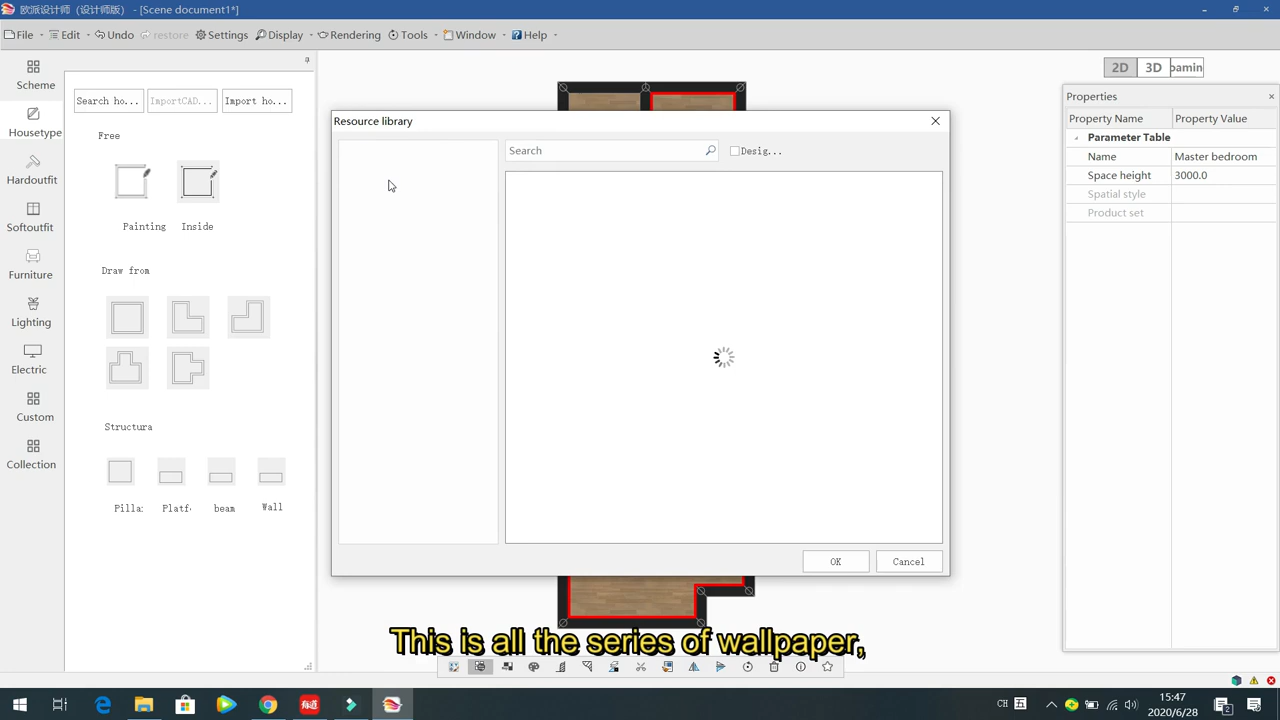 欧派设计师（设计师版） - [Scene document1*]
File Edit Undo restore Settings Display Rendering Tools Window Help
Scheme
Housetype
Hardoutfit
Softoutfit
Furniture
Lighting
Electric
Custom
Collection
Search ho... ImportCAD... Import ho...
Free
Painting Inside
Draw from
Structura
Pilla: Platf beam Wall
Resource library
Search
Desig...
OK Cancel
2D 3D
Properties
Property Name Property Value
Parameter Table
Name Master bedroom
Space height 3000.0
Spatial style
Product set
This is all the series of wallpaper,
CH 五
15:47
2020/6/28
2